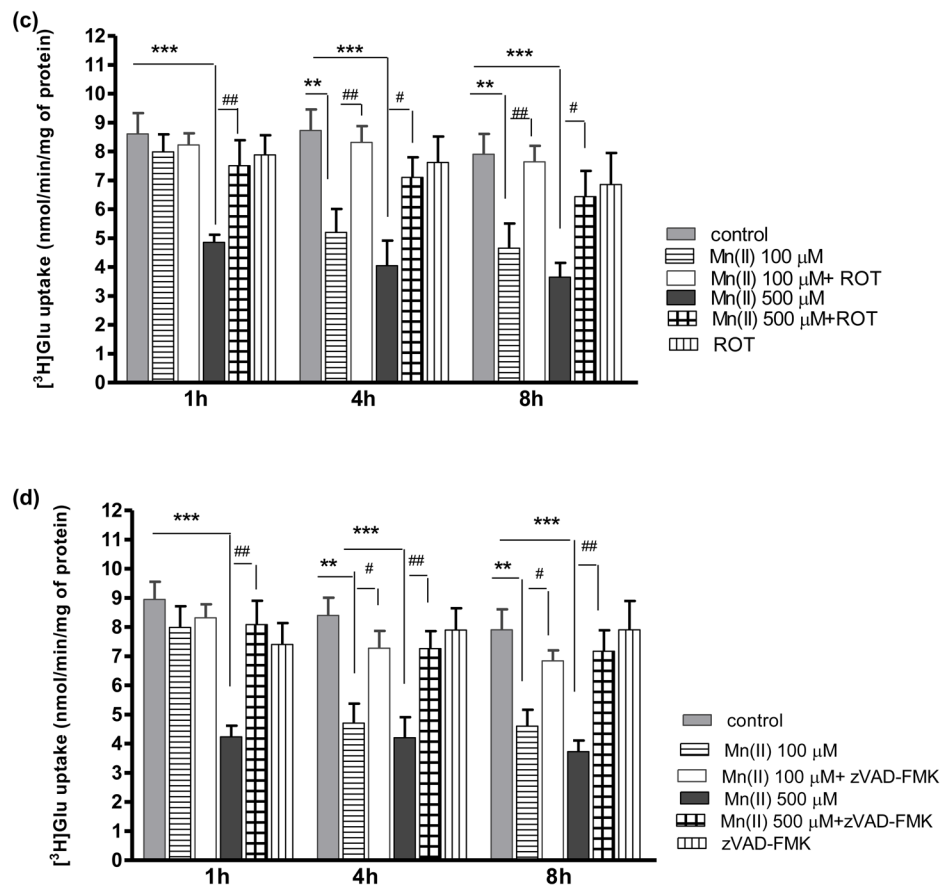 (c)
[³H]Glu uptake (nmol/min/mg of protein)
12
11
10
9
8
7
6
5
4
3
2
1
0
***
##
***
**
##
#
***
**
##
#
1h
4h
8h
control
Mn(II) 100 μM
Mn(II) 100 μM+ ROT
Mn(II) 500 μM
Mn(II) 500 μM+ROT
ROT
(d)
[³H]Glu uptake (nmol/min/mg of protein)
12
11
10
9
8
7
6
5
4
3
2
1
0
***
##
***
**
#
##
***
**
#
##
1h
4h
8h
control
Mn(II) 100 μM
Mn(II) 100 μM+ zVAD-FMK
Mn(II) 500 μM
Mn(II) 500 μM+zVAD-FMK
zVAD-FMK